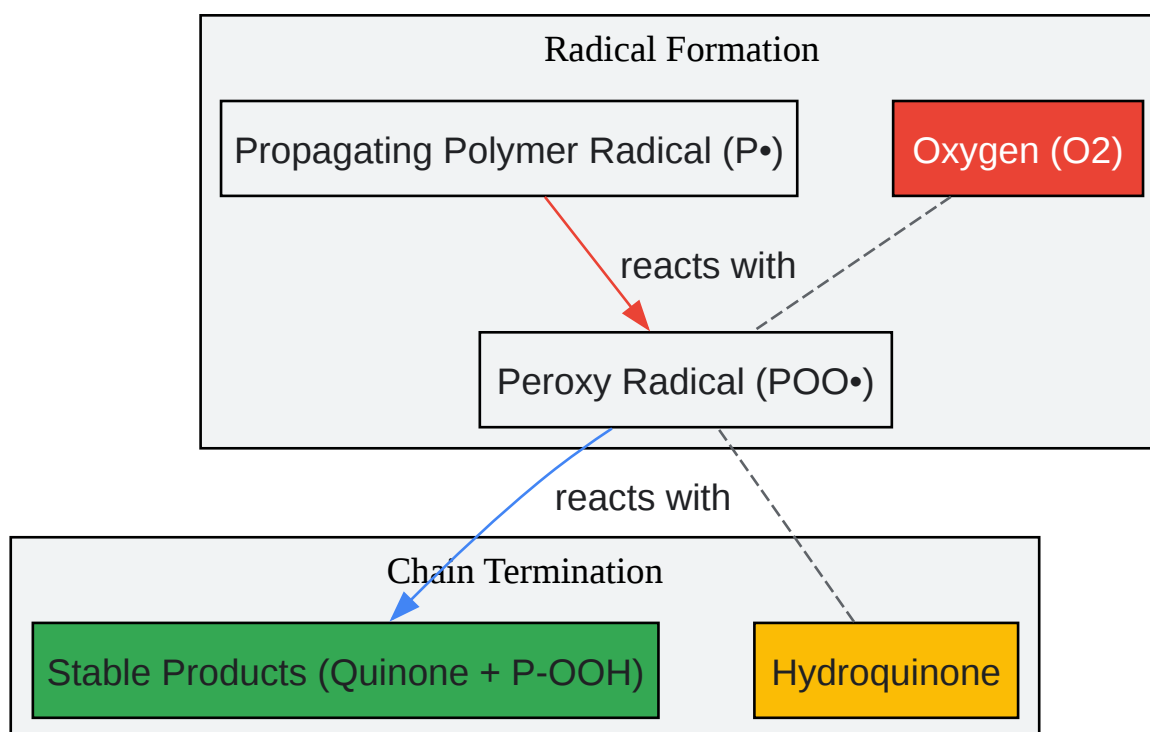 Radical Formation
Propagating Polymer Radical (P•)
Oxygen (O2)
reacts with
Peroxy Radical (POO•)
reacts with
Chain Termination
Stable Products (Quinone + P-OOH)
Hydroquinone